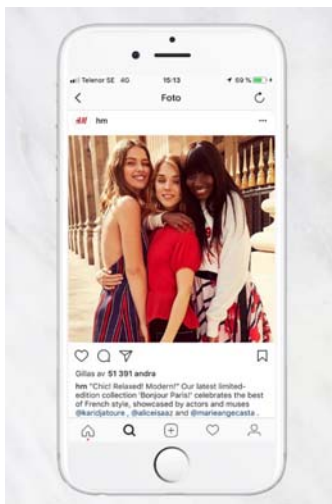 Telenor SE 4G 15:13 69 %
Foto
H&M hm
Gillas av 51 391 andra
hm "Chic! Relaxed! Modern!" Our latest limited-
edition collection 'Bonjour Paris!' celebrates the best
of French style, showcased by actors and muses
@karidjatoure , @aliceisaaz and @marieangecasta .